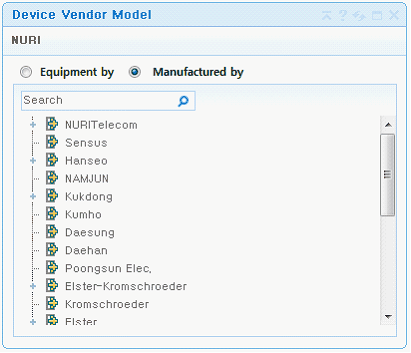 Device Vendor Model
NURI
Equipment by Manufactured by
Search
NURITelecom
Sensus
Hanseo
NAMJUN
Kukdong
Kumho
Daesung
Daehan
Poongsun Elec,
Elster-Kromschroeder
Kromschroeder
Elster